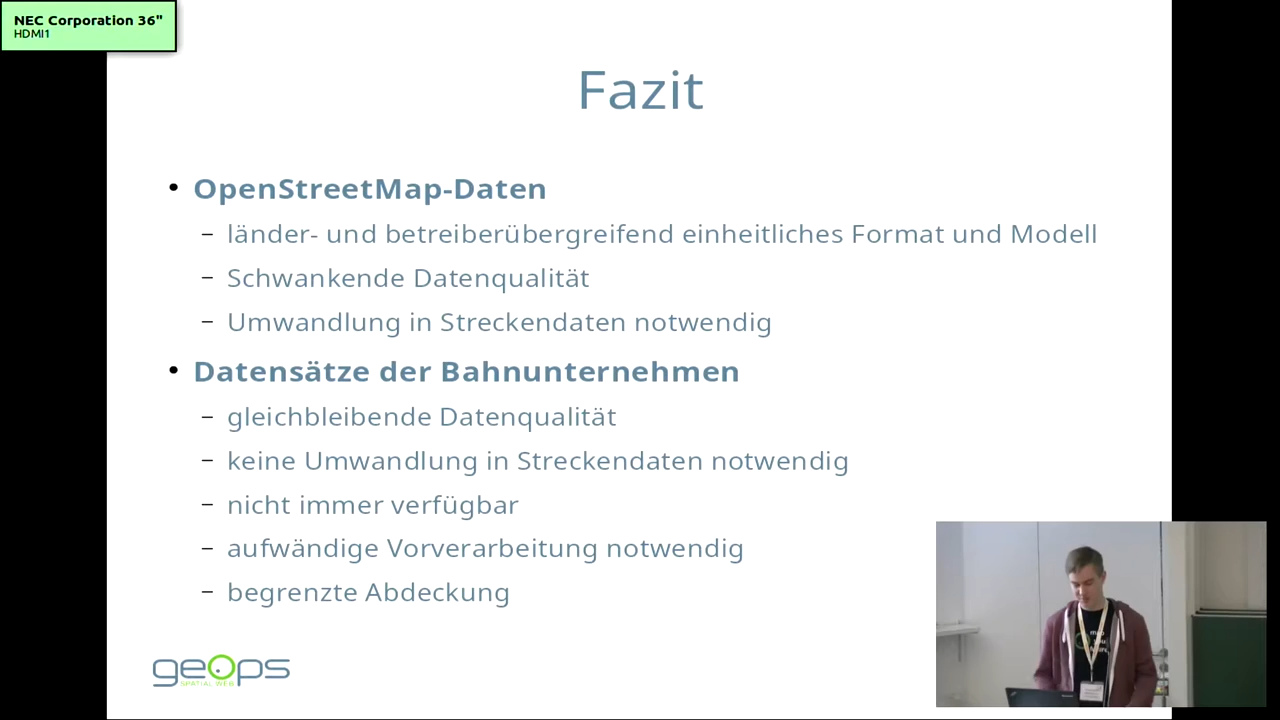 NEC Corporation 36"
HDMI1
Fazit
• OpenStreetMap-Daten
– länder- und betreiberübergreifend einheitliches Format und Modell
– Schwankende Datenqualität
– Umwandlung in Streckendaten notwendig
• Datensätze der Bahnunternehmen
– gleichbleibende Datenqualität
– keine Umwandlung in Streckendaten notwendig
– nicht immer verfügbar
– aufwändige Vorverarbeitung notwendig
– begrenzte Abdeckung
geops
SPATIAL WEB